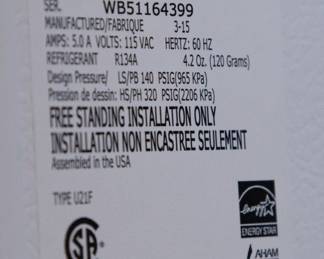 SER. WB51164399
MANUFACTURED/FABRIQUE 3-15
AMPS: 5.0 A VOLTS: 115 VAC HERTZ: 60 HZ
REFRIGERANT R134A 4.2 Oz. (120 Grams)
Design Pressure/ LS/PB 140 PSIG(965 KPa)
Pression de dessin: HS/PH 320 PSIG(2206 KPa)
FREE STANDING INSTALLATION ONLY
INSTALLATION NON ENCASTREE SEULEMENT
Assembled in the USA
TYPE U21F
energy
ENERGY STAR
SA
AHAM